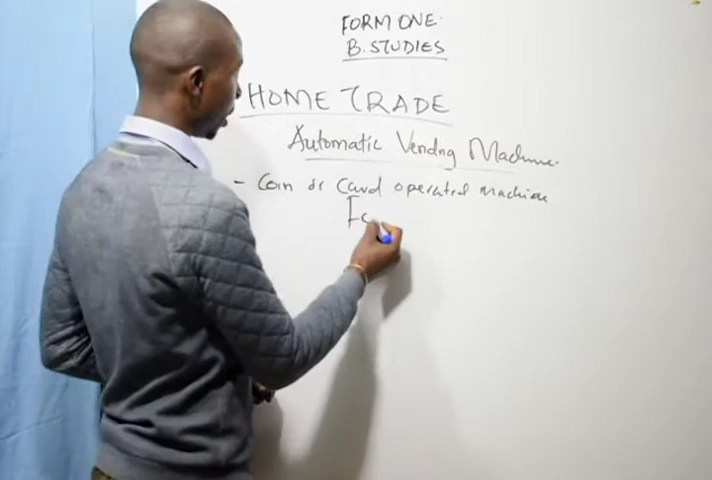 FORM ONE:
B. STUDIES
HOME TRADE
Automatic Vending Machine.
- Coin or Card operated machine